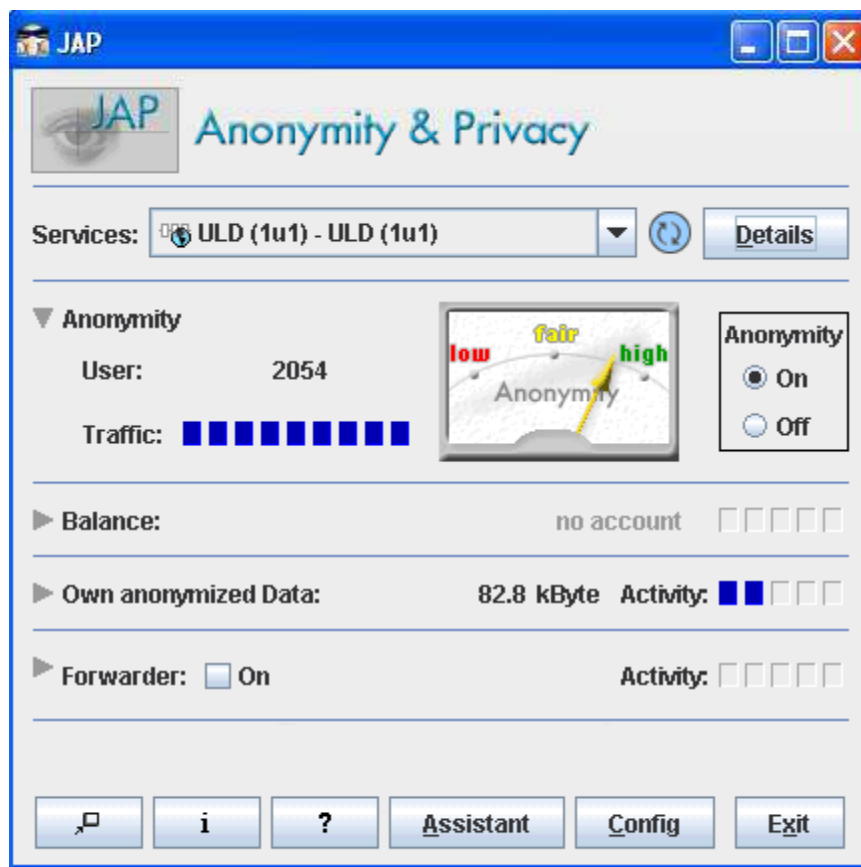 JAP
JAP Anonymity & Privacy
Services: ULD (1u1) - ULD (1u1) Details
Anonymity
User: 2054
Traffic:
low fair high
Anonymity
Anonymity
On
Off
Balance: no account
Own anonymized Data: 82.8 kByte Activity:
Forwarder: On Activity:
i ? Assistant Config Exit